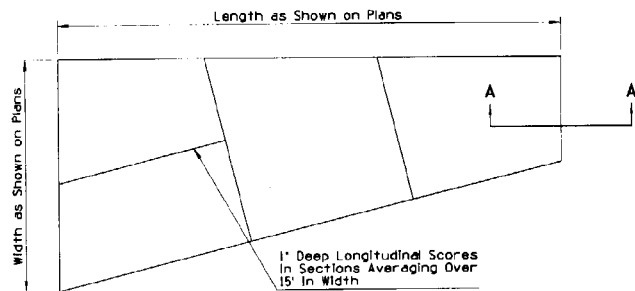 Length as Shown on Plans
Width as Shown on Plans
A A
1" Deep Longitudinal Scores
In Sections Averaging Over
15' In Width